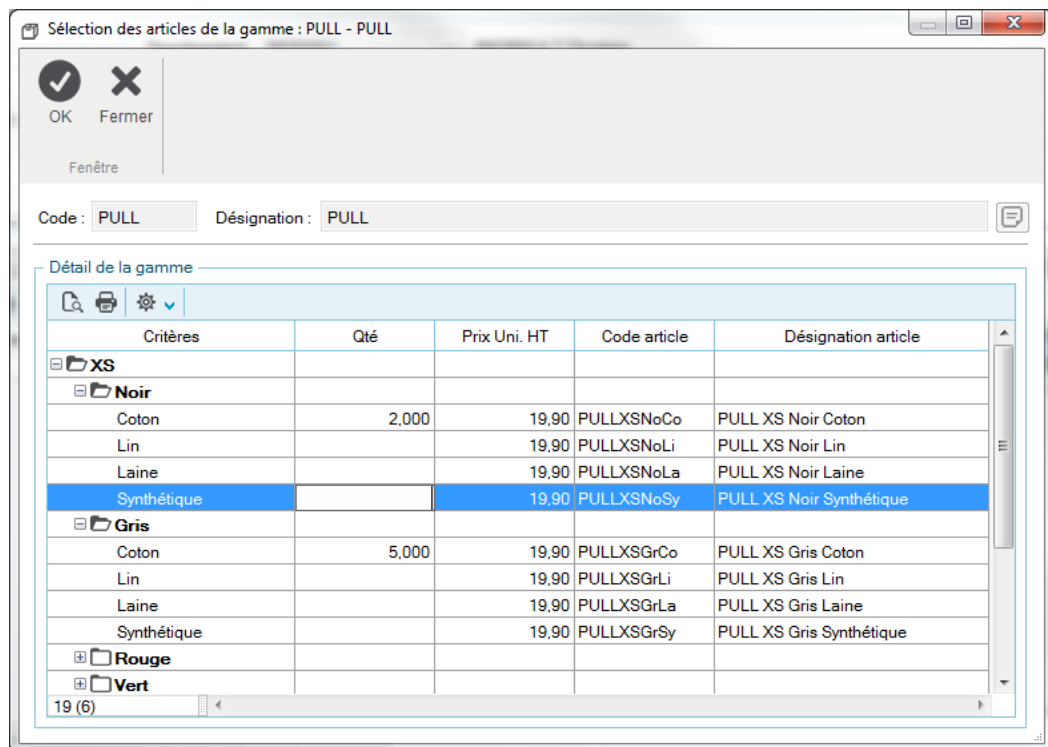 Sélection des articles de la gamme : PULL - PULL
OK Fermer
Fenêtre
Code : PULL Désignation : PULL
Détail de la gamme
Critères Qté Prix Uni. HT Code article Désignation article
XS
Noir
Coton 2,000 19,90 PULLXSNoCo PULL XS Noir Coton
Lin 19,90 PULLXSNoLi PULL XS Noir Lin
Laine 19,90 PULLXSNoLa PULL XS Noir Laine
Synthétique 19,90 PULLXSNoSy PULL XS Noir Synthétique
Gris
Coton 5,000 19,90 PULLXSGrCo PULL XS Gris Coton
Lin 19,90 PULLXSGrLi PULL XS Gris Lin
Laine 19,90 PULLXSGrLa PULL XS Gris Laine
Synthétique 19,90 PULLXSGrSy PULL XS Gris Synthétique
Rouge
Vert
19 (6)